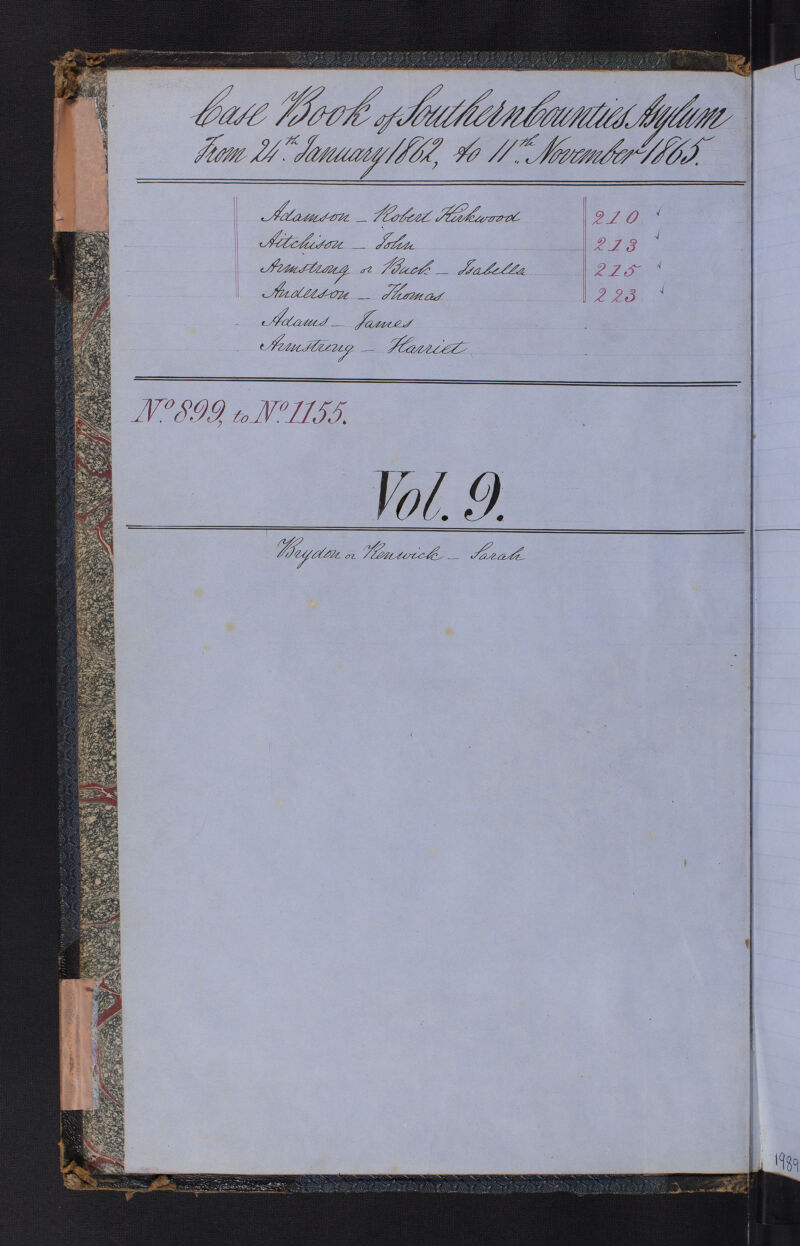 Case Book of Southern Counties Asylum
From 24th. January 1862, to 11th. November 1865.
Adamson – Robert Kirkwood 210 ✓
Aitchison – John 213 ✓
Armstrong or Buck – Isabella 215 ✓
Anderson – Thomas 223 ✓
Adams – James
Armstrong – Harriet
No. 899, to No. 1155.
Vol. 9.
Brydon or Renwick – Sarah
1989